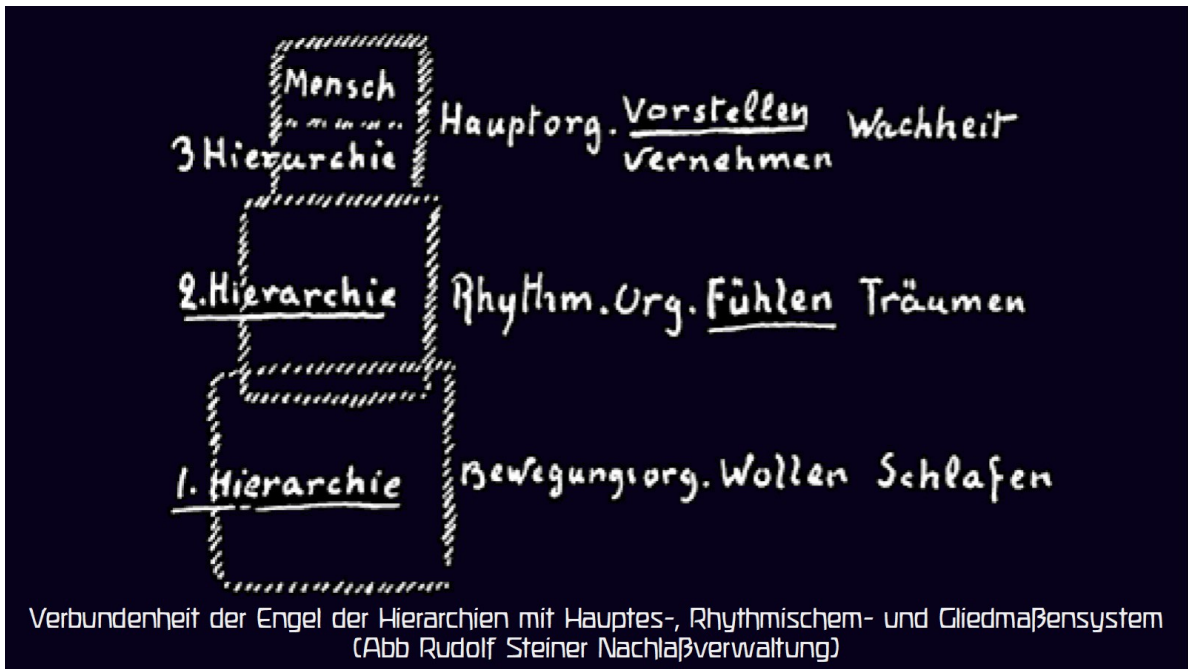 Mensch
3 Hierarchie
Hauptorg. Vorstellen Wachheit
Vernehmen
2. Hierarchie Rhythm. Org. Fühlen Träumen
1. Hierarchie Bewegungsorg. Wollen Schlafen
Verbundenheit der Engel der Hierarchien mit Hauptes-, Rhythmischem- und Gliedmaßensystem
(Abb Rudolf Steiner Nachlaßverwaltung)